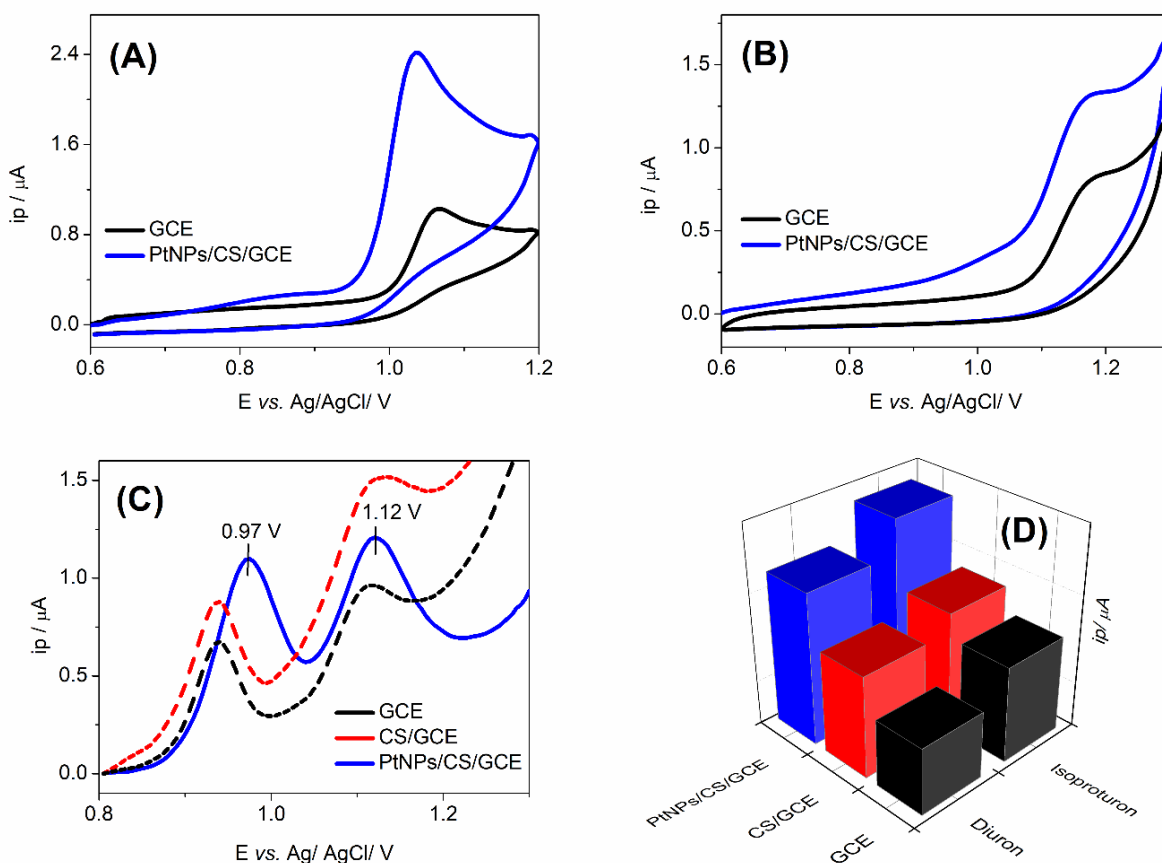 (A)
ip / μA
2.4
1.6
0.8
0.0
GCE
PtNPs/CS/GCE
0.6 0.8 1.0 1.2
E vs. Ag/AgCl/ V
(B)
ip / μA
1.5
1.0
0.5
0.0
GCE
PtNPs/CS/GCE
0.6 0.8 1.0 1.2
E vs. Ag/AgCl/ V
(C)
ip / μA
1.5
1.0
0.5
0.0
0.97 V
1.12 V
GCE
CS/GCE
PtNPs/CS/GCE
0.8 1.0 1.2
E vs. Ag/ AgCl/ V
(D)
ip/ μA
PtNPs/CS/GCE
CS/GCE
GCE
Diuron
Isoproturon